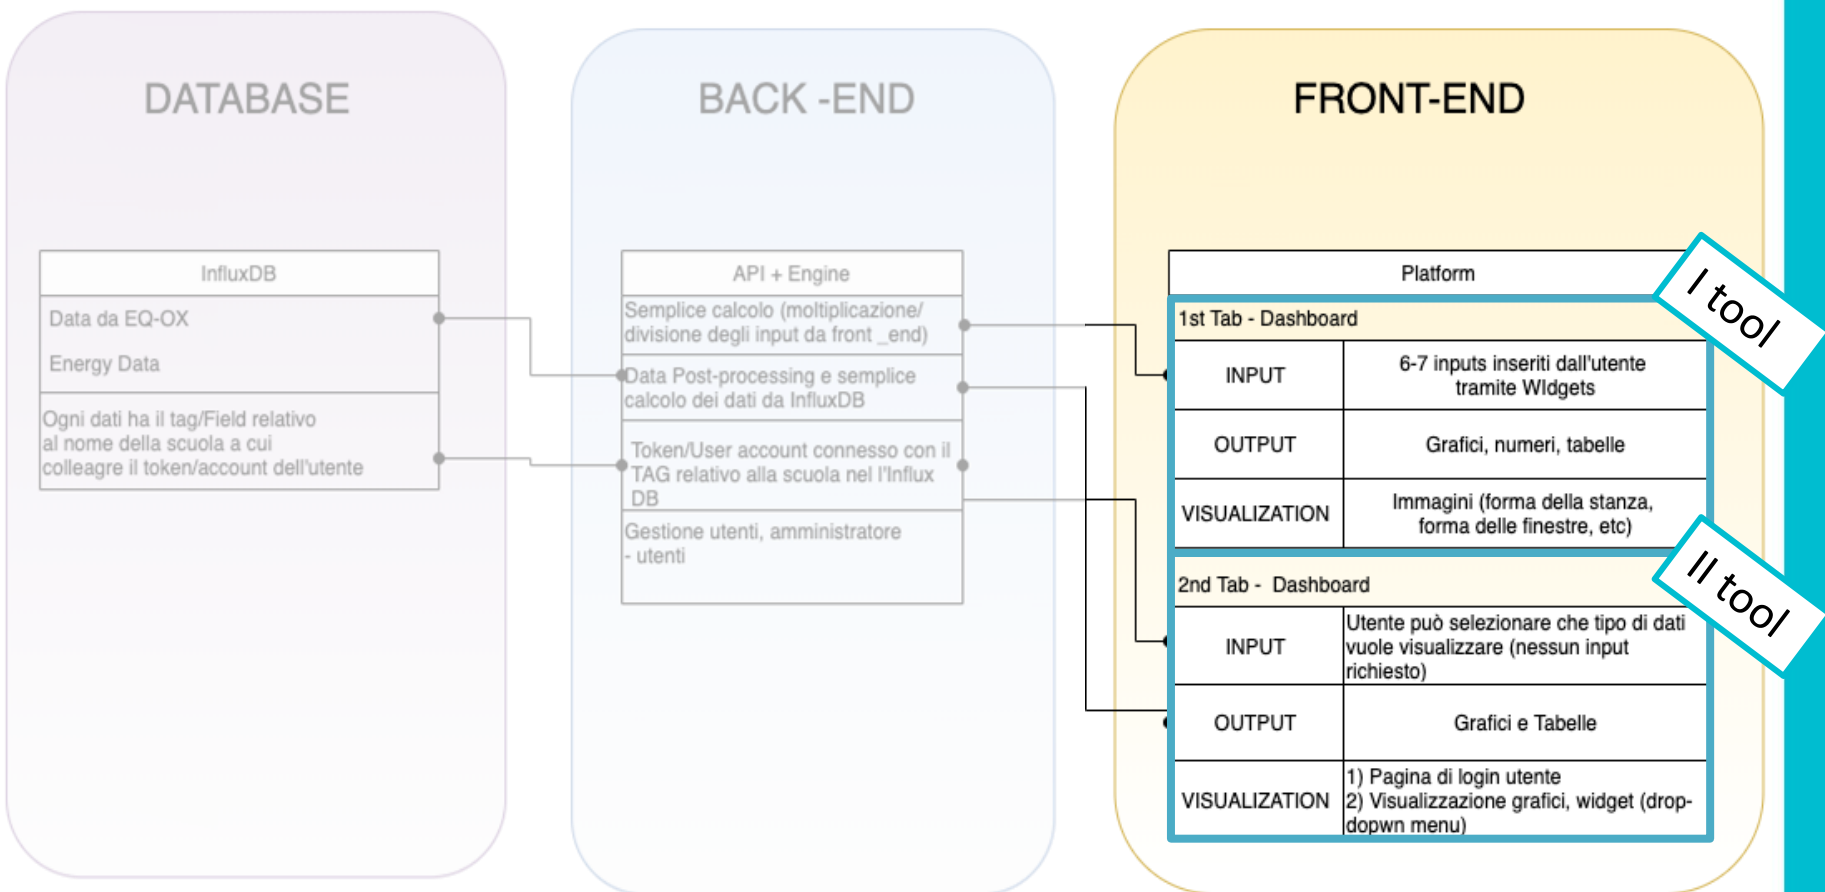 DATABASE
InfluxDB
Data da EQ-OX
Energy Data
Ogni dati ha il tag/Field relativo
al nome della scuola a cui
colleagre il token/account dell'utente
BACK -END
API + Engine
Semplice calcolo (moltiplicazione/
divisione degli input da front _end)
Data Post-processing e semplice
calcolo dei dati da InfluxDB
Token/User account connesso con il
TAG relativo alla scuola nel l'Influx
DB
Gestione utenti, amministratore
- utenti
FRONT-END
Platform
I tool
1st Tab - Dashboard
INPUT
6-7 inputs inseriti dall'utente
tramite WIdgets
OUTPUT
Grafici, numeri, tabelle
VISUALIZATION
Immagini (forma della stanza,
forma delle finestre, etc)
II tool
2nd Tab - Dashboard
INPUT
Utente può selezionare che tipo di dati
vuole visualizzare (nessun input
richiesto)
OUTPUT
Grafici e Tabelle
VISUALIZATION
1) Pagina di login utente
2) Visualizzazione grafici, widget (drop-
dopwn menu)